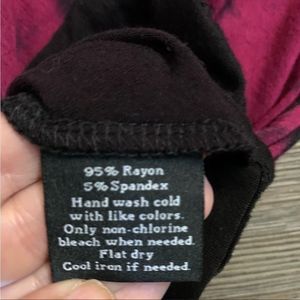 95% Rayon
5% Spandex
Hand wash cold
with like colors.
Only non-chlorine
bleach when needed.
Flat dry
Cool iron if needed.